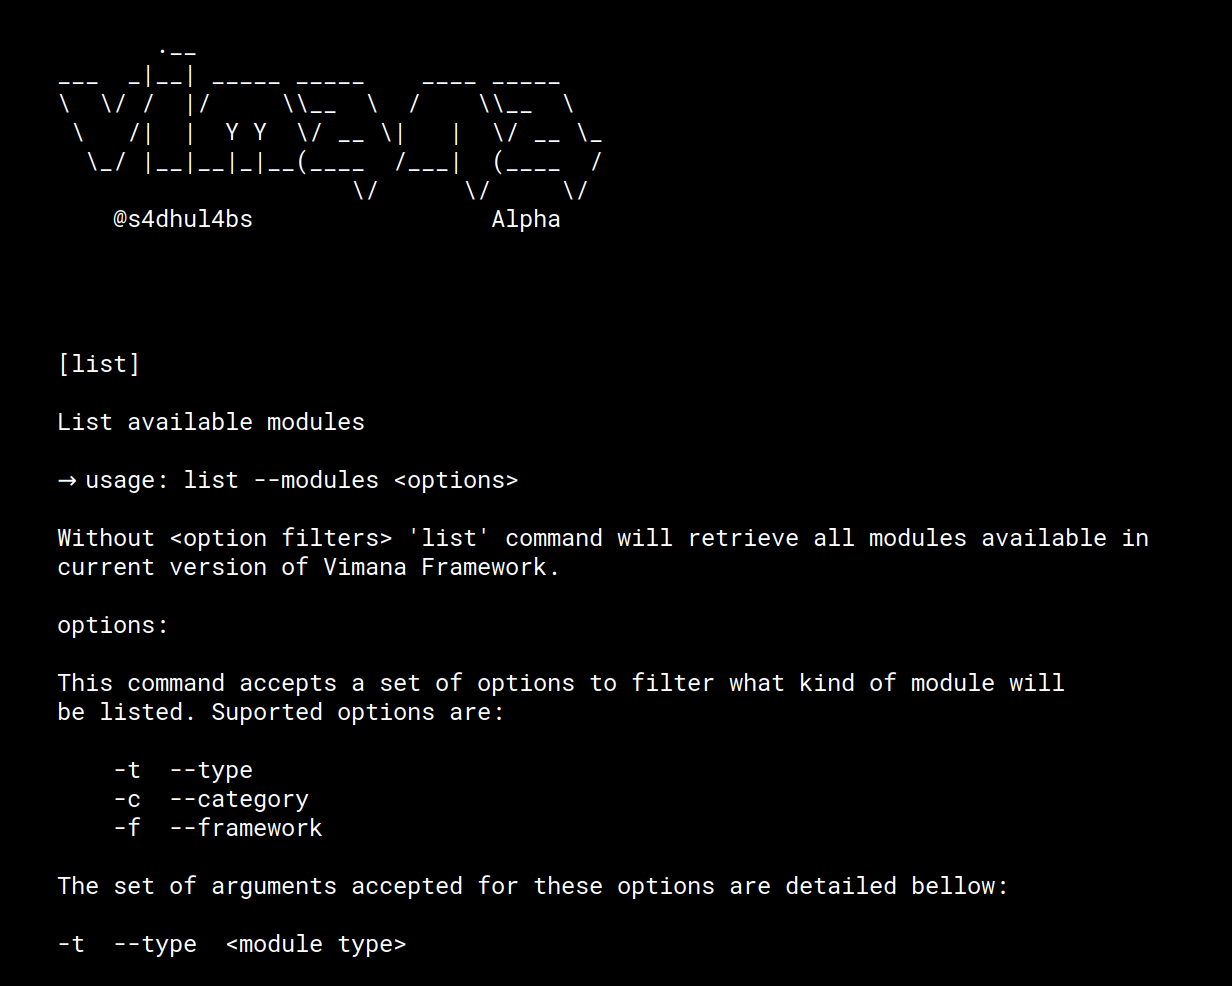 .__
___  _|__| _____ _____    ____ _____
\  \/ /  |/     \\__  \  /    \\__  \
 \   /|  |  Y Y  \/ __ \|   |  \/ __ \_
  \_/ |__|__|_|__(____  /___|  (____  /
                     \/      \/     \/
    @s4dhul4bs                 Alpha
[list]
List available modules
→ usage: list --modules <options>
Without <option filters> 'list' command will retrieve all modules available in
current version of Vimana Framework.
options:
This command accepts a set of options to filter what kind of module will
be listed. Suported options are:
    -t  --type
    -c  --category
    -f  --framework
The set of arguments accepted for these options are detailed bellow:
-t  --type  <module type>